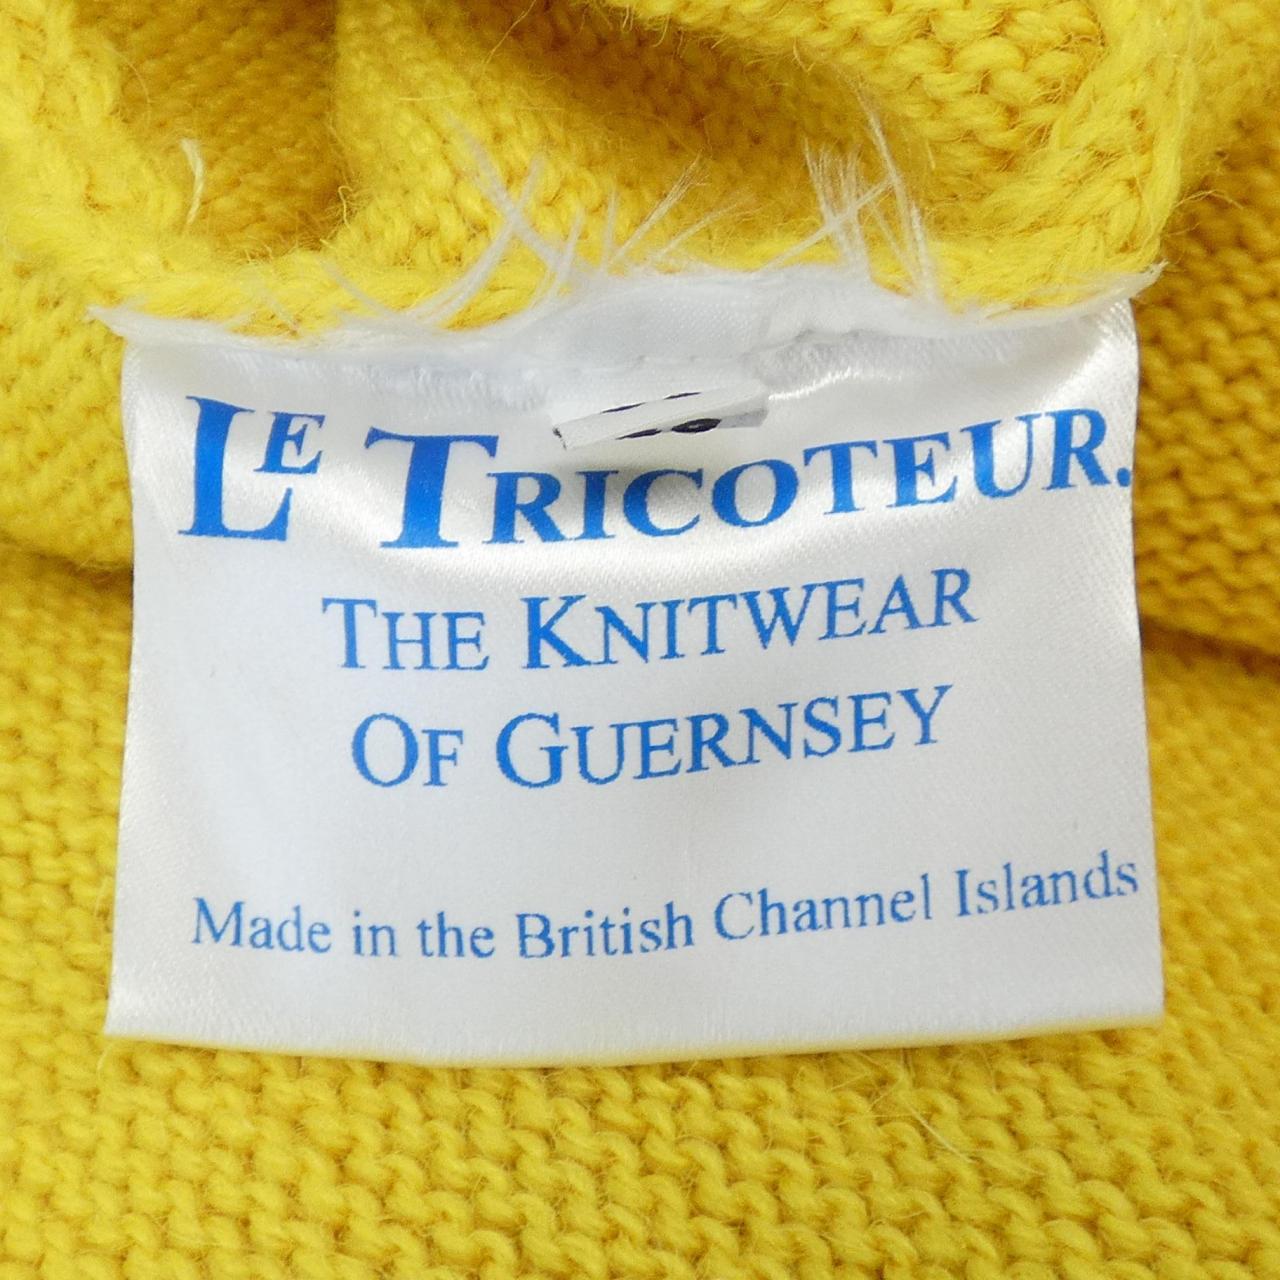 LE TRICOTEUR.
THE KNITWEAR
OF GUERNSEY
Made in the British Channel Islands